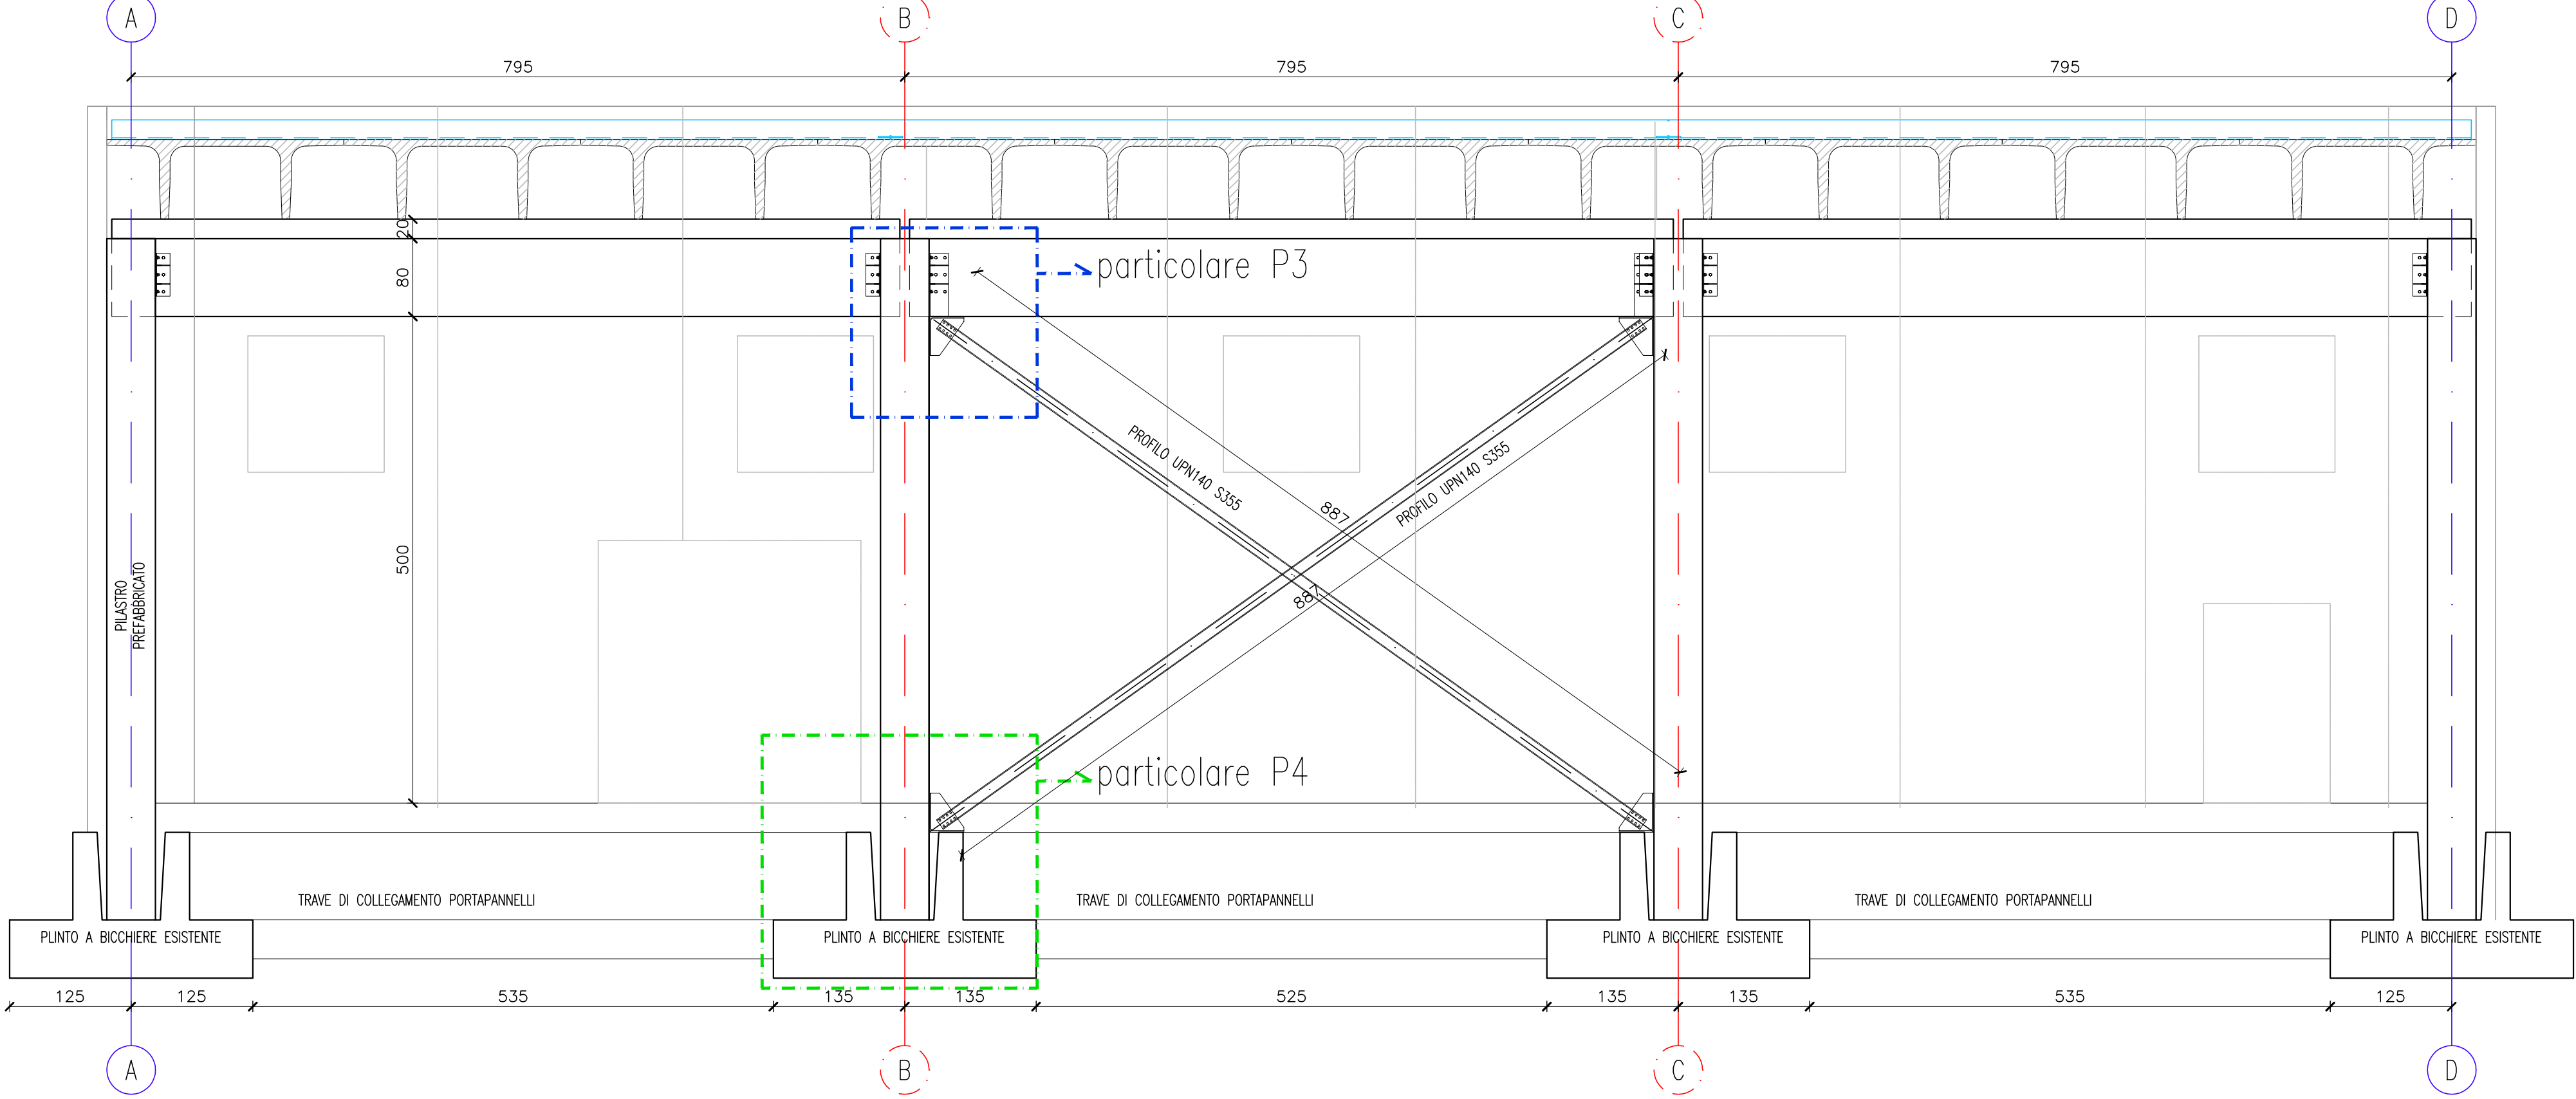 A
B
C
D
795
795
795
20
80
particolare P3
PROFILO UPN140 S355
PROFILO UPN140 S355
887
887
500
PILASTRO
PREFABBRICATO
particolare P4
TRAVE DI COLLEGAMENTO PORTAPANNELLI
TRAVE DI COLLEGAMENTO PORTAPANNELLI
TRAVE DI COLLEGAMENTO PORTAPANNELLI
PLINTO A BICCHIERE ESISTENTE
PLINTO A BICCHIERE ESISTENTE
PLINTO A BICCHIERE ESISTENTE
PLINTO A BICCHIERE ESISTENTE
125
125
535
135
135
525
135
135
535
125
A
B
C
D